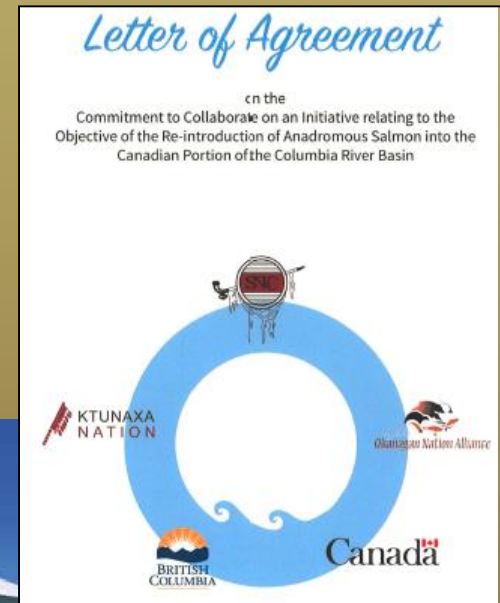 Letter of Agreement
cn the
Commitment to Collaborate on an Initiative relating to the
Objective of the Re-introduction of Anadromous Salmon into the
Canadian Portion of the Columbia River Basin
KTUNAXA
NATION
Okanagan Nation Alliance
BRITISH
COLUMBIA
Canada